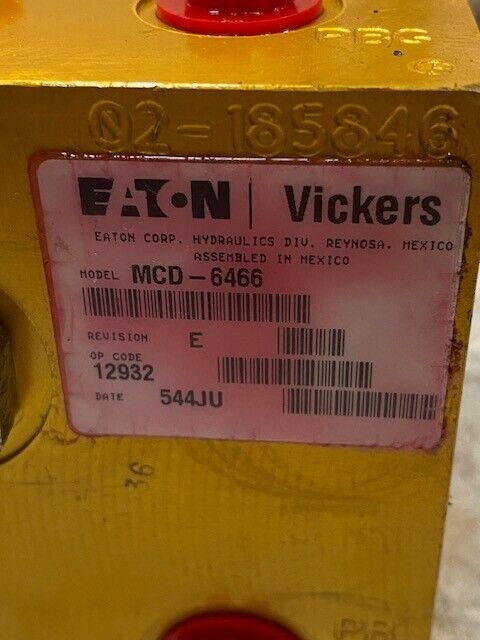 PBG
02-185846
EATON | Vickers
EATON CORP. HYDRAULICS DIV. REYNOSA. MEXICO
ASSEMBLED IN MEXICO
MODEL MCD-6466
REVISION E
OP CODE
12932
DATE 544JU
36